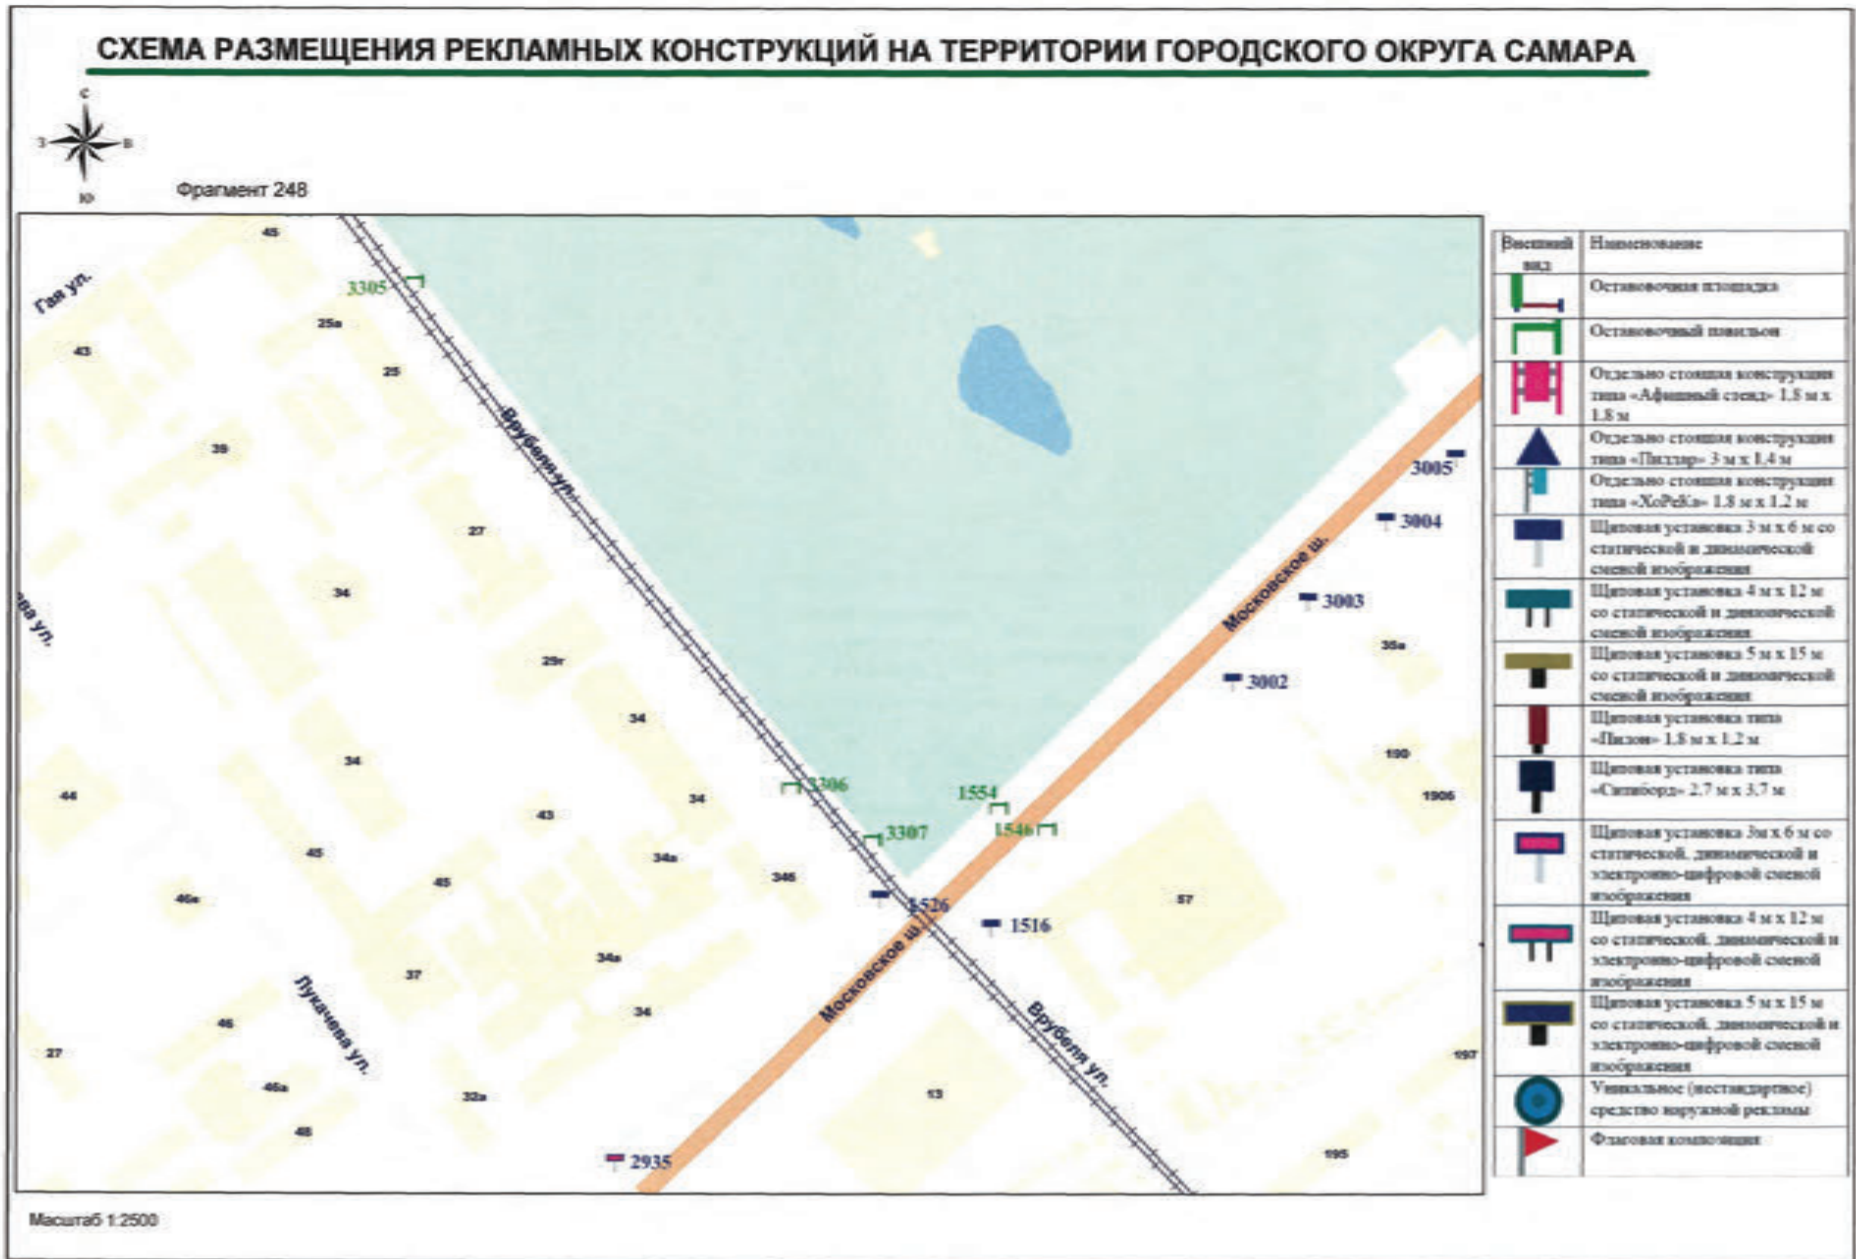 СХЕМА РАЗМЕЩЕНИЯ РЕКЛАМНЫХ КОНСТРУКЦИЙ НА ТЕРРИТОРИИ ГОРОДСКОГО ОКРУГА САМАРА
С
З
В
Ю
Фрагмент 248
45
Гая ул.
3305
25а
43
25
Врубеля ул.
39
3005
3004
27
34
Московское ш.
3003
35а
29г
3002
34
34
190
44
3306
34
1554
1906
43
3307
1546
45
34а
45
34б
46в
1526
57
1516
34а
Московское ш.
37
Лукачева ул.
34
46
Врубеля ул.
27
197
46а
32а
13
48
195
2935
Масштаб 1:2500
Внешний вид
Наименование
Остановочная площадка
Остановочный павильон
Отдельно стоящая конструкция
типа «Афишный стенд» 1.8 м х
1.8 м
Отдельно стоящая конструкция
типа «Пиллар» 3 м х 1,4 м
Отдельно стоящая конструкция
типа «ХоРеКа» 1.8 м х 1.2 м
Щитовая установка 3 м х 6 м со
статической и динамической
сменой изображения
Щитовая установка 4 м х 12 м
со статической и динамической
сменой изображения
Щитовая установка 5 м х 15 м
со статической и динамической
сменой изображения
Щитовая установка типа
«Пилон» 1.8 м х 1.2 м
Щитовая установка типа
«Ситиборд» 2.7 м х 3,7 м
Щитовая установка 3м х 6 м со
статической, динамической и
электронно-цифровой сменой
изображения
Щитовая установка 4 м х 12 м
со статической, динамической и
электронно-цифровой сменой
изображения
Щитовая установка 5 м х 15 м
со статической, динамической и
электронно-цифровой сменой
изображения
Уникальное (нестандартное)
средство наружной рекламы
Флаговая композиция